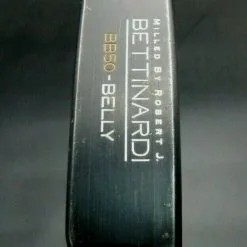 MILLED BY ROBERT J.
BETTINARDI
BB50-BELLY